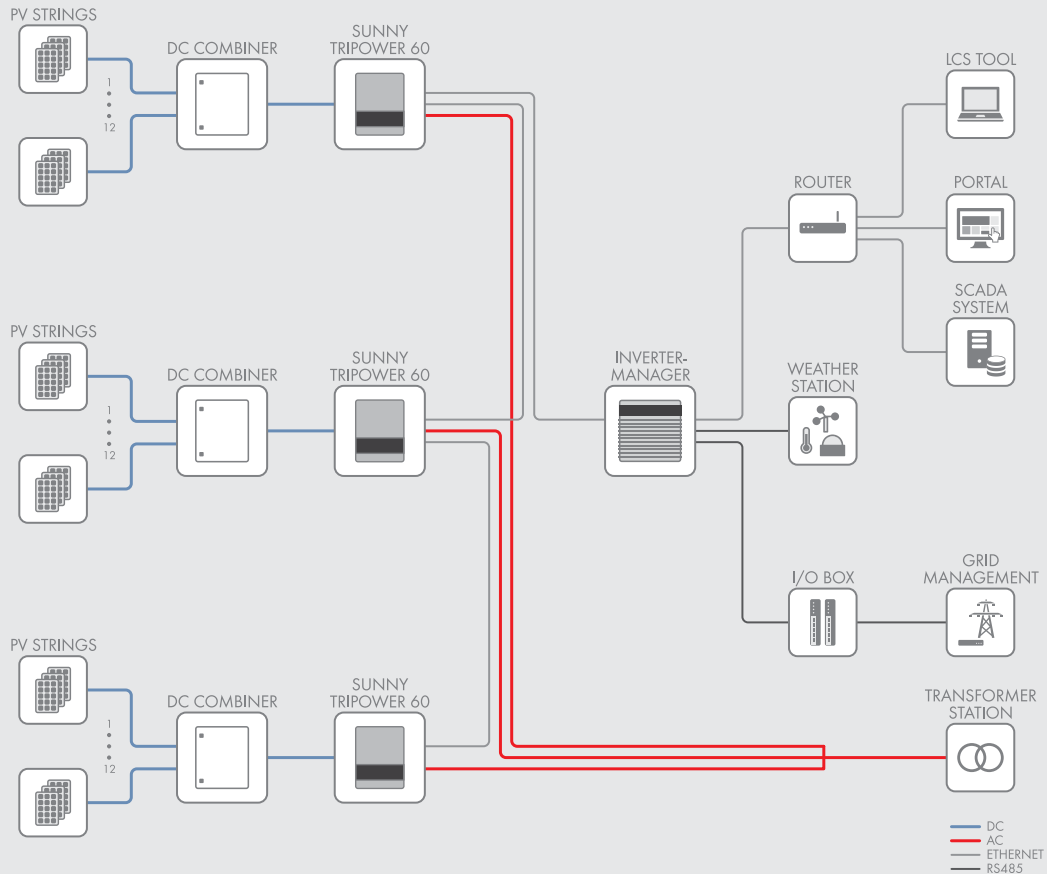 PV STRINGS
DC COMBINER
SUNNY
TRIPOWER 60
1
12
LCS TOOL
ROUTER
PORTAL
SCADA
SYSTEM
PV STRINGS
DC COMBINER
SUNNY
TRIPOWER 60
1
12
INVERTER-
MANAGER
WEATHER
STATION
I/O BOX
GRID
MANAGEMENT
PV STRINGS
DC COMBINER
SUNNY
TRIPOWER 60
1
12
TRANSFORMER
STATION
DC
AC
ETHERNET
RS485